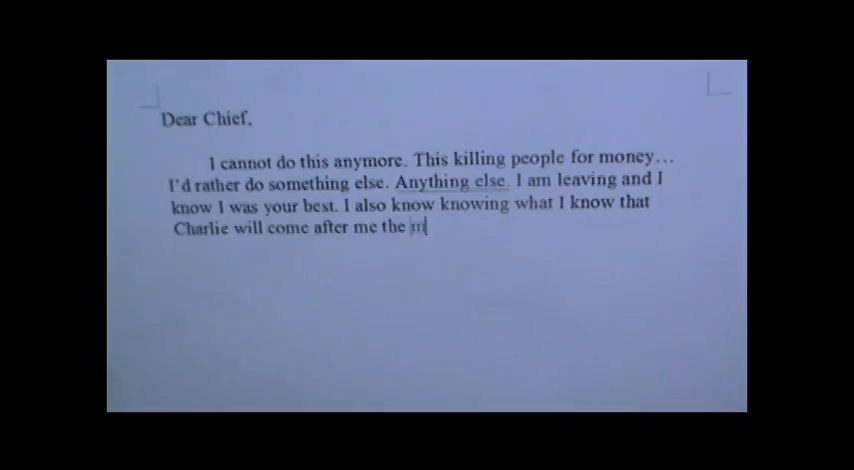 Dear Chief,
I cannot do this anymore. This killing people for money...
I'd rather do something else. Anything else. I am leaving and I
know I was your best. I also know knowing what I know that
Charlie will come after me the m